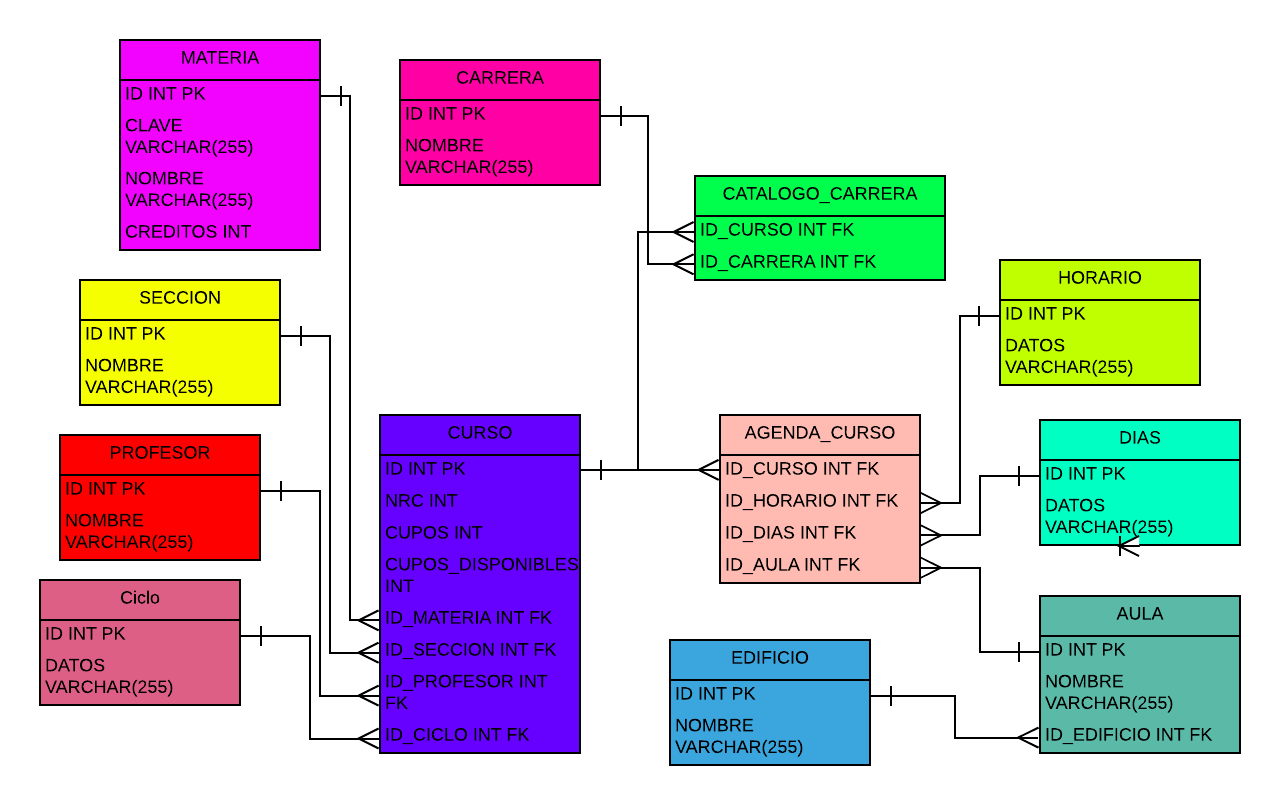 MATERIA
ID INT PK
CLAVE
VARCHAR(255)
NOMBRE
VARCHAR(255)
CREDITOS INT
CARRERA
ID INT PK
NOMBRE
VARCHAR(255)
CATALOGO_CARRERA
ID_CURSO INT FK
ID_CARRERA INT FK
SECCION
ID INT PK
NOMBRE
VARCHAR(255)
HORARIO
ID INT PK
DATOS
VARCHAR(255)
PROFESOR
ID INT PK
NOMBRE
VARCHAR(255)
CURSO
ID INT PK
NRC INT
CUPOS INT
CUPOS_DISPONIBLES
INT
ID_MATERIA INT FK
ID_SECCION INT FK
ID_PROFESOR INT
FK
ID_CICLO INT FK
AGENDA_CURSO
ID_CURSO INT FK
ID_HORARIO INT FK
ID_DIAS INT FK
ID_AULA INT FK
DIAS
ID INT PK
DATOS
VARCHAR(255)
Ciclo
ID INT PK
DATOS
VARCHAR(255)
EDIFICIO
ID INT PK
NOMBRE
VARCHAR(255)
AULA
ID INT PK
NOMBRE
VARCHAR(255)
ID_EDIFICIO INT FK